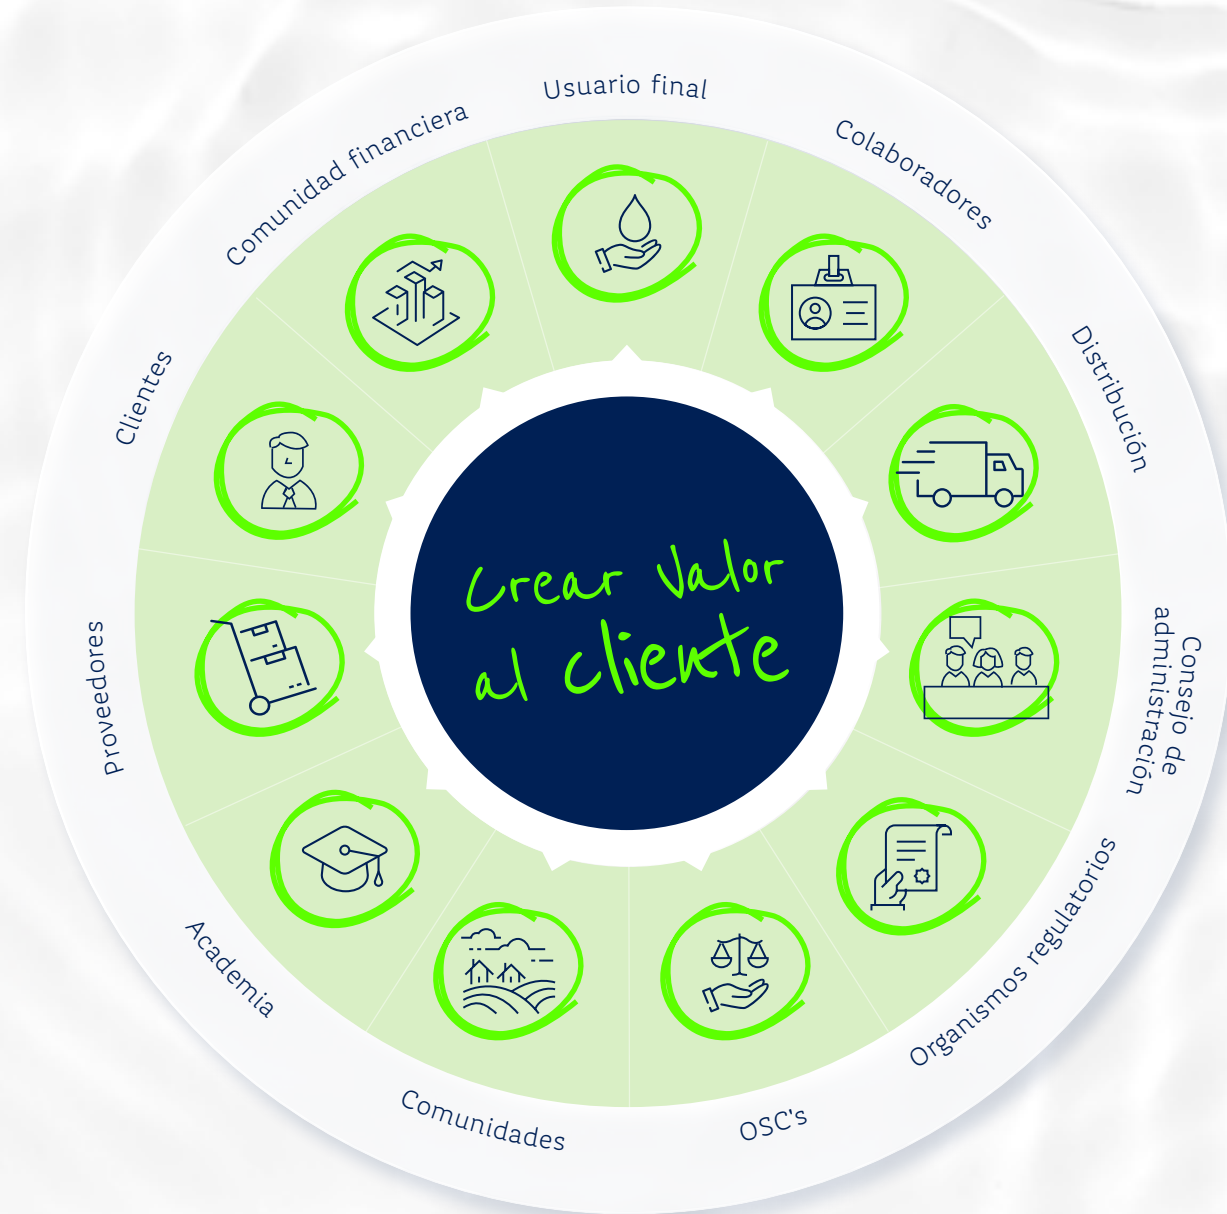 Usuario final
Colaboradores
Distribución
Consejo de
administración
Organismos regulatorios
OSC's
Comunidades
Academia
Proveedores
Clientes
Comunidad financiera
Crear Valor
al cliente